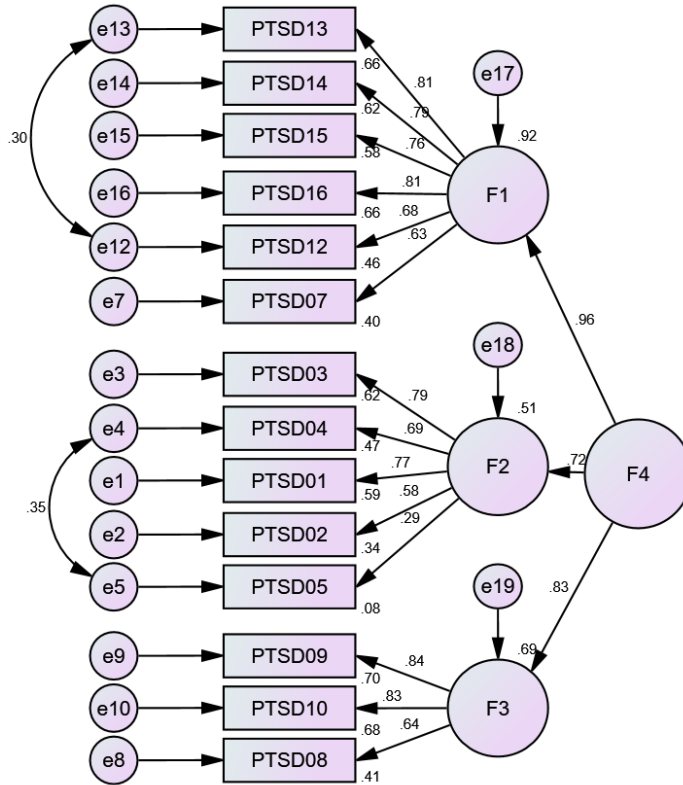 e13 PTSD13
.66 .81
e17
e14 PTSD14
.62 .79
.92
.30
e15 PTSD15
.58 .76
e16 PTSD16
.66 .81
F1
e12 PTSD12
.46 .68
e7 PTSD07
.40 .63
.96
e18
e3 PTSD03
.62 .79
.51
e4 PTSD04
.47 .69
.35
e1 PTSD01
.59 .77
F2
.72
F4
e2 PTSD02
.34 .58
e5 PTSD05
.08 .29
e19
.83
e9 PTSD09
.70 .84
.69
e10 PTSD10
.68 .83
F3
e8 PTSD08
.41 .64